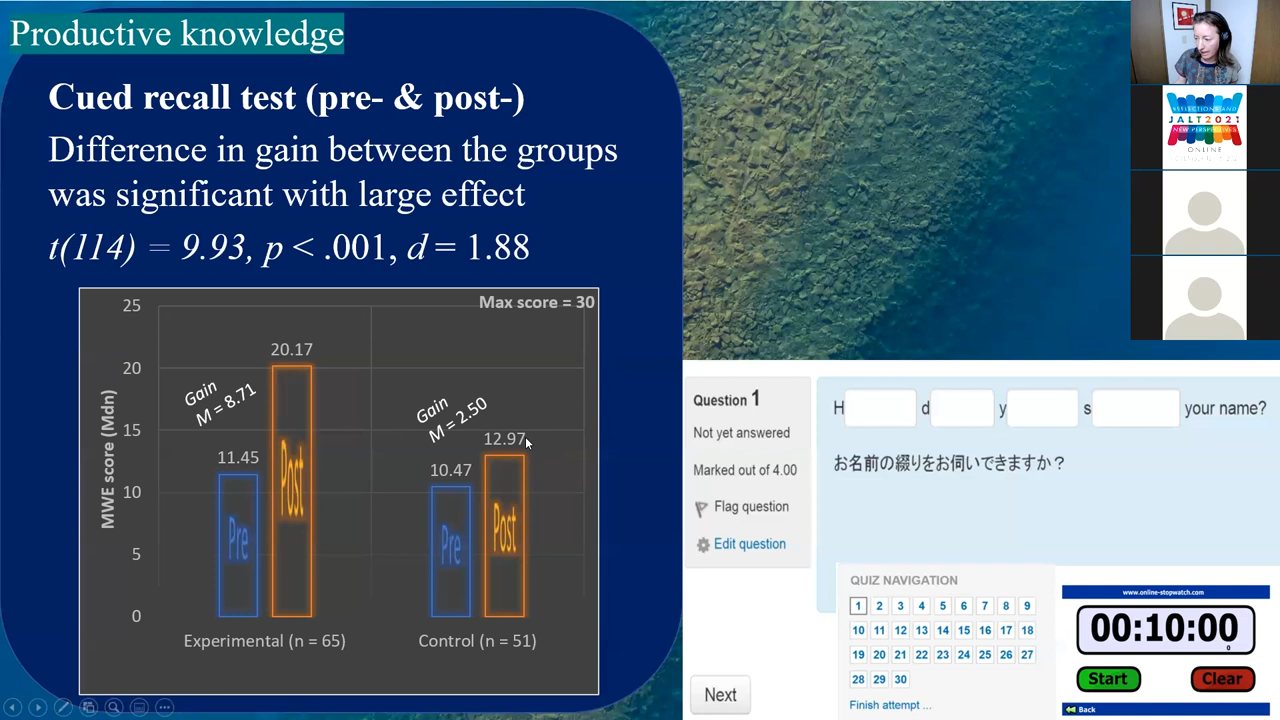 Productive knowledge
Cued recall test (pre- & post-)
Difference in gain between the groups
was significant with large effect
t(114) = 9.93, p < .001, d = 1.88
Max score = 30
25
20
15
10
5
0
MWE score (Mdn)
Gain
M = 8.71
11.45
Pre
20.17
Post
Gain
M = 2.50
10.47
Pre
12.97
Post
Experimental (n = 65)
Control (n = 51)
REFLECTIONS AND
JALT2021
NEW PERSPECTIVES
ONLINE
Question 1
Not yet answered
Marked out of 4.00
Flag question
Edit question
H d y s your name?
お名前の綴りをお伺いできますか？
QUIZ NAVIGATION
1 2 3 4 5 6 7 8 9
10 11 12 13 14 15 16 17 18
19 20 21 22 23 24 25 26 27
28 29 30
Finish attempt ...
Next
www.online-stopwatch.com
00:10:00
0
Start Clear
Back